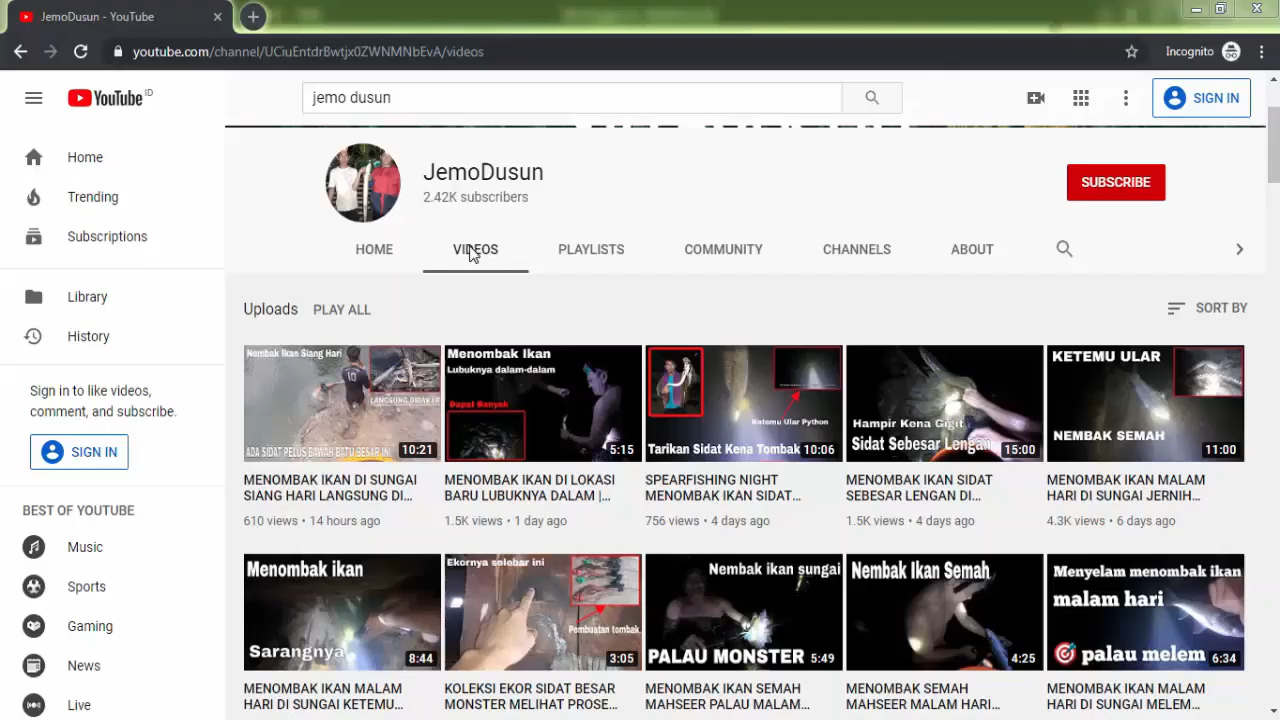 JemoDusun - YouTube
youtube.com/channel/UCiuEntdrBwtjx0ZWNMNbEvA/videos
Incognito
YouTube ID
jemo dusun
SIGN IN
Home
Trending
Subscriptions
Library
History
Sign in to like videos,
comment, and subscribe.
SIGN IN
BEST OF YOUTUBE
Music
Sports
Gaming
News
Live
JemoDusun
2.42K subscribers
SUBSCRIBE
HOME
VIDEOS
PLAYLISTS
COMMUNITY
CHANNELS
ABOUT
Uploads
PLAY ALL
SORT BY
Nombak Ikan Siang Hari
10
ADA SIDAT PELUS BAWAH BATU BESAR INI
10:21
MENOMBAK IKAN DI SUNGAI
SIANG HARI LANGSUNG DI...
610 views • 14 hours ago
Menombak Ikan
Lubuknya dalam-dalam
Dapat Banyak
5:15
MENOMBAK IKAN DI LOKASI
BARU LUBUKNYA DALAM |...
1.5K views • 1 day ago
Ketemu Ular Python
Tarikan Sidat Kena Tombak
10:06
SPEARFISHING NIGHT
MENOMBAK IKAN SIDAT...
756 views • 4 days ago
Hampir Kena Gigit
Sidat Sebesar Lengan
15:00
MENOMBAK IKAN SIDAT
SEBESAR LENGAN DI...
1.5K views • 4 days ago
KETEMU ULAR
NEMBAK SEMAH
11:00
MENOMBAK IKAN MALAM
HARI DI SUNGAI JERNIH...
4.3K views • 6 days ago
Menombak ikan
Sarangnya
8:44
MENOMBAK IKAN MALAM
HARI DI SUNGAI KETEMU...
Ekornya selebar ini
Pembuatan tombak
3:05
KOLEKSI EKOR SIDAT BESAR
MONSTER MELIHAT PROSE...
Nembak ikan sungai
PALAU MONSTER
5:49
MENOMBAK IKAN SEMAH
MAHSEER PALAU MALAM...
Nembak Ikan Semah
4:25
MENOMBAK SEMAH
MAHSEER MALAM HARI...
Menyelam menombak ikan
malam hari
palau melem
6:34
MENOMBAK IKAN MALAM
HARI DI SUNGAI MELEM...